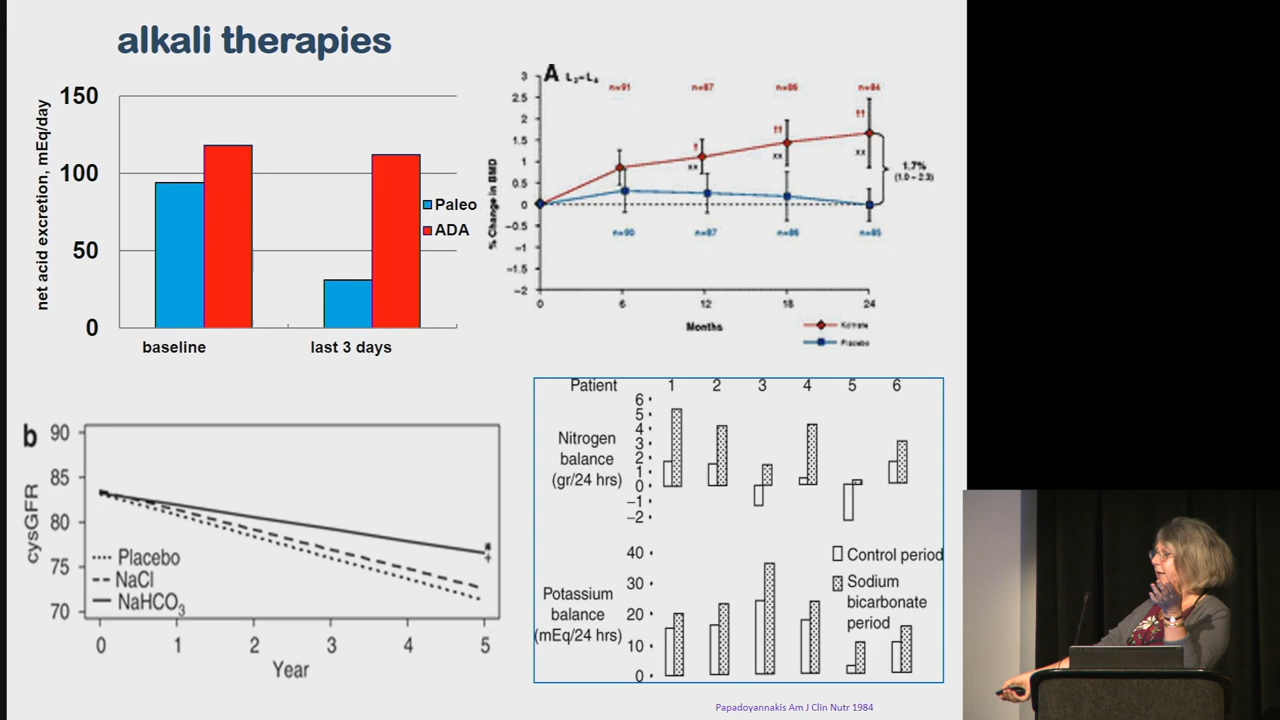 alkali therapies
net acid excretion, mEq/day
150
100
50
0
baseline
last 3 days
Paleo
ADA
A L2-L4
% Change in BMD
3
2.5
2
1.5
1
0.5
0
−0.5
−1
−1.5
−2
n=91
n=87
n=86
n=84
†
††
††
xx
xx
xx
1.7%
(1.0 – 2.3)
n=90
n=87
n=86
n=85
0
6
12
18
24
Months
Kcitrate
Placebo
b
cysGFR
90
85
80
75
70
Placebo
NaCl
NaHCO3
*
+
0
1
2
3
4
5
Year
Patient 1 2 3 4 5 6
Nitrogen
balance
(gr/24 hrs)
6
5
4
3
2
1
0
−1
−2
Potassium
balance
(mEq/24 hrs)
40
30
20
10
0
Control period
Sodium
bicarbonate
period
Papadoyannakis Am J Clin Nutr 1984